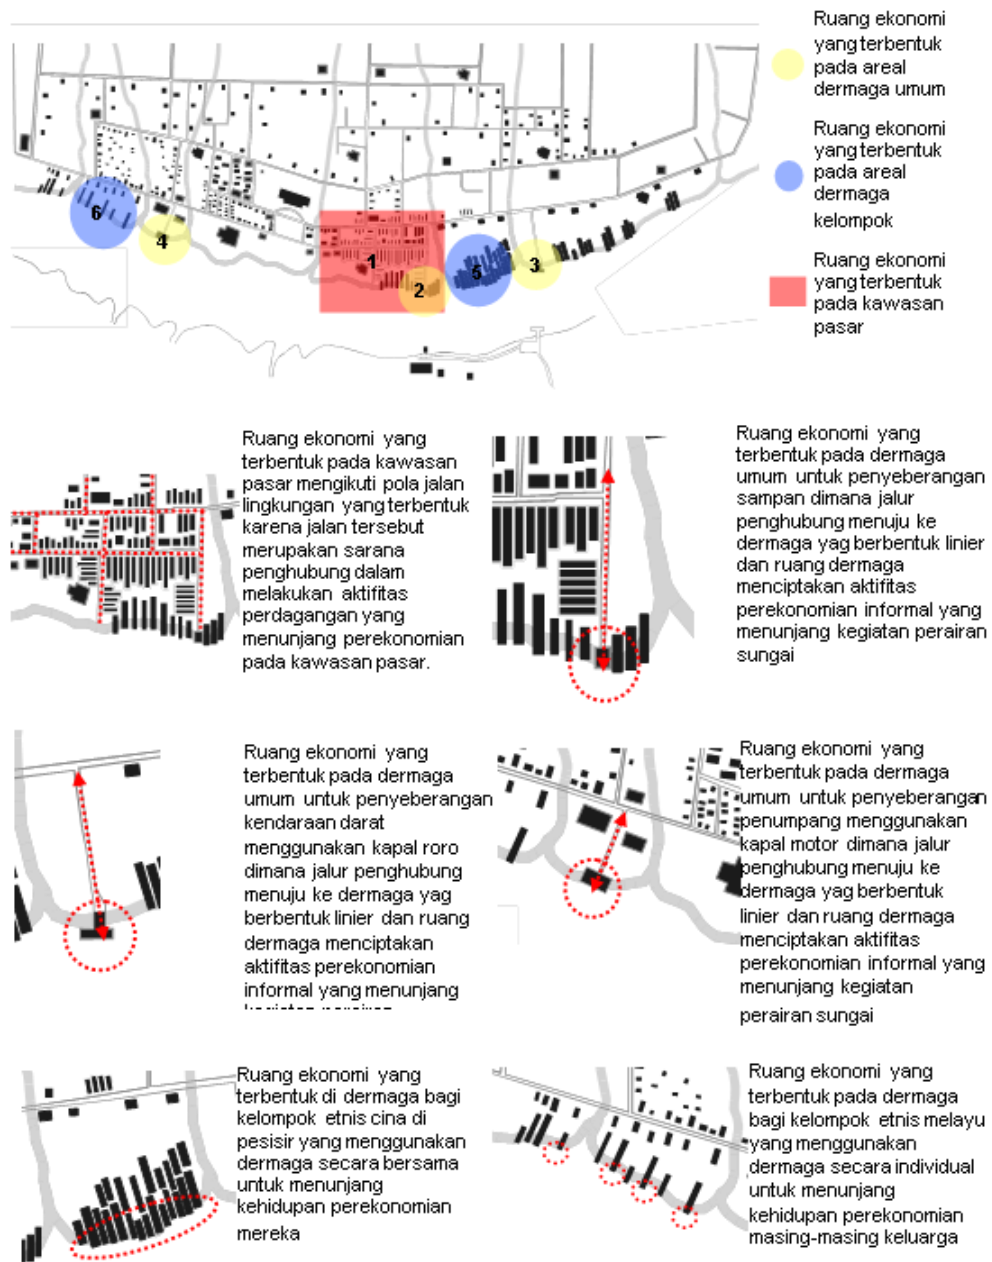 Ruang ekonomi
yang terbentuk
pada areal
dermaga umum
Ruang ekonomi
yang terbentuk
pada areal
dermaga
kelompok
Ruang ekonomi
yang terbentuk
pada kawasan
pasar
6
4
1
2
5
3
Ruang ekonomi yang
terbentuk pada kawasan
pasar mengikuti pola jalan
lingkungan yang terbentuk
karena jalan tersebut
merupakan sarana
penghubung dalam
melakukan aktifitas
perdagangan yang
menunjang perekonomian
pada kawasan pasar.
Ruang ekonomi yang
terbentuk pada dermaga
umum untuk penyeberangan
sampan dimana jalur
penghubung menuju ke
dermaga yag berbentuk linier
dan ruang dermaga
menciptakan aktifitas
perekonomian informal yang
menunjang kegiatan perairan
sungai
Ruang ekonomi yang
terbentuk pada dermaga
umum untuk penyeberangan
kendaraan darat
menggunakan kapal roro
dimana jalur penghubung
menuju ke dermaga yag
berbentuk linier dan ruang
dermaga menciptakan
aktifitas perekonomian
informal yang menunjang
Ruang ekonomi yang
terbentuk pada dermaga
umum untuk penyeberangan
penumpang menggunakan
kapal motor dimana jalur
penghubung menuju ke
dermaga yag berbentuk
linier dan ruang dermaga
menciptakan aktifitas
perekonomian informal yang
menunjang kegiatan
perairan sungai
Ruang ekonomi yang
terbentuk di dermaga bagi
kelompok etnis cina di
pesisir yang menggunakan
dermaga secara bersama
untuk menunjang
kehidupan perekonomian
mereka
Ruang ekonomi yang
terbentuk pada dermaga
bagi kelompok etnis melayu
yang menggunakan
dermaga secara individual
untuk menunjang
kehidupan perekonomian
masing-masing keluarga